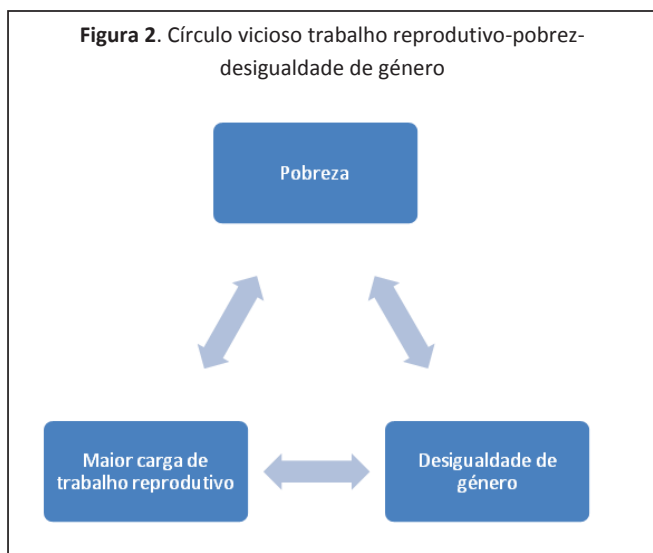 Figura 2. Círculo vicioso trabalho reprodutivo-pobrez-
desigualdade de género
Pobreza
Maior carga de
trabalho reprodutivo
Desigualdade de
género